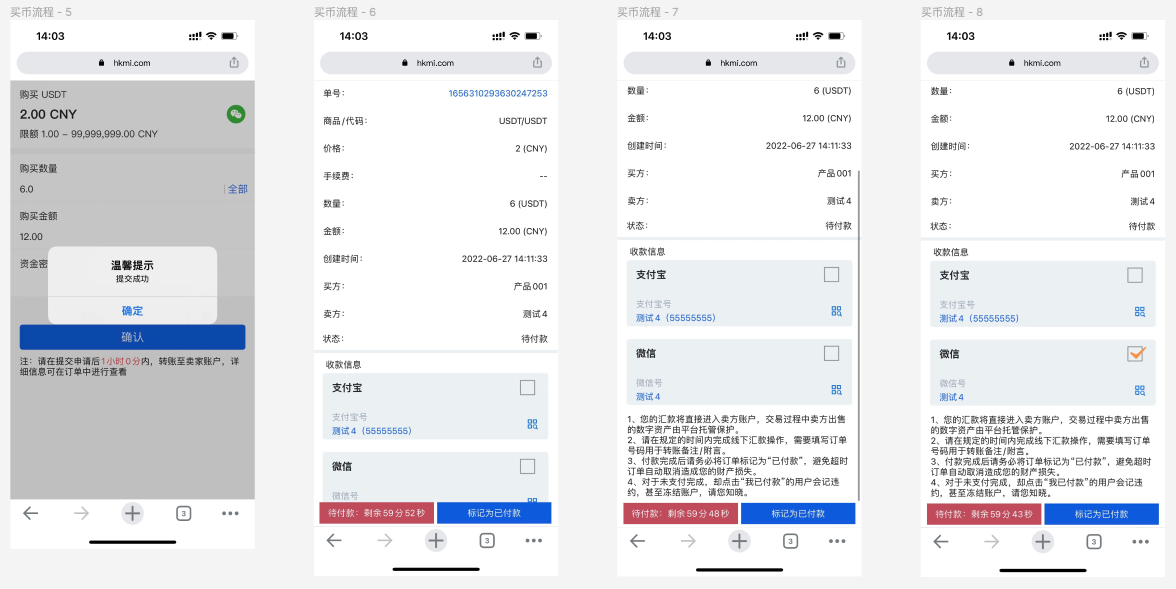 买币流程 - 5
14:03
hkmi.com
购买 USDT
2.00 CNY
限额 1.00 – 99,999,999.00 CNY
购买数量
6.0
全部
购买金额
12.00
资金密
温馨提示
提交成功
确定
确认
注：请在提交申请后1小时0分内，转账至卖家账户，详
细信息可在订单中进行查看
3
买币流程 - 6
14:03
hkmi.com
单号： 1656310293630247253
商品/代码： USDT/USDT
价格： 2 (CNY)
手续费： --
数量： 6 (USDT)
金额： 12.00 (CNY)
创建时间： 2022-06-27 14:11:33
买方： 产品001
卖方： 测试4
状态： 待付款
收款信息
支付宝
支付宝号
测试4（55555555）
微信
微信号
待付款：剩余59分52秒 标记为已付款
3
买币流程 - 7
14:03
hkmi.com
数量： 6 (USDT)
金额： 12.00 (CNY)
创建时间： 2022-06-27 14:11:33
买方： 产品001
卖方： 测试4
状态： 待付款
收款信息
支付宝
支付宝号
测试4（55555555）
微信
微信号
测试4
1、您的汇款将直接进入卖方账户，交易过程中卖方出售
的数字资产由平台托管保护。
2、请在规定的时间内完成线下汇款操作，需要填写订单
号码用于转账备注/附言。
3、付款完成后请务必将订单标记为“已付款”，避免超时
订单自动取消造成您的财产损失。
4、对于未支付完成，却点击“我已付款”的用户会记违
约，甚至冻结账户，请您知晓。
待付款：剩余59分48秒 标记为已付款
3
买币流程 - 8
14:03
hkmi.com
数量： 6 (USDT)
金额： 12.00 (CNY)
创建时间： 2022-06-27 14:11:33
买方： 产品001
卖方： 测试4
状态： 待付款
收款信息
支付宝
支付宝号
测试4（55555555）
微信
微信号
测试4
1、您的汇款将直接进入卖方账户，交易过程中卖方出售
的数字资产由平台托管保护。
2、请在规定的时间内完成线下汇款操作，需要填写订单
号码用于转账备注/附言。
3、付款完成后请务必将订单标记为“已付款”，避免超时
订单自动取消造成您的财产损失。
4、对于未支付完成，却点击“我已付款”的用户会记违
约，甚至冻结账户，请您知晓。
待付款：剩余59分43秒 标记为已付款
3